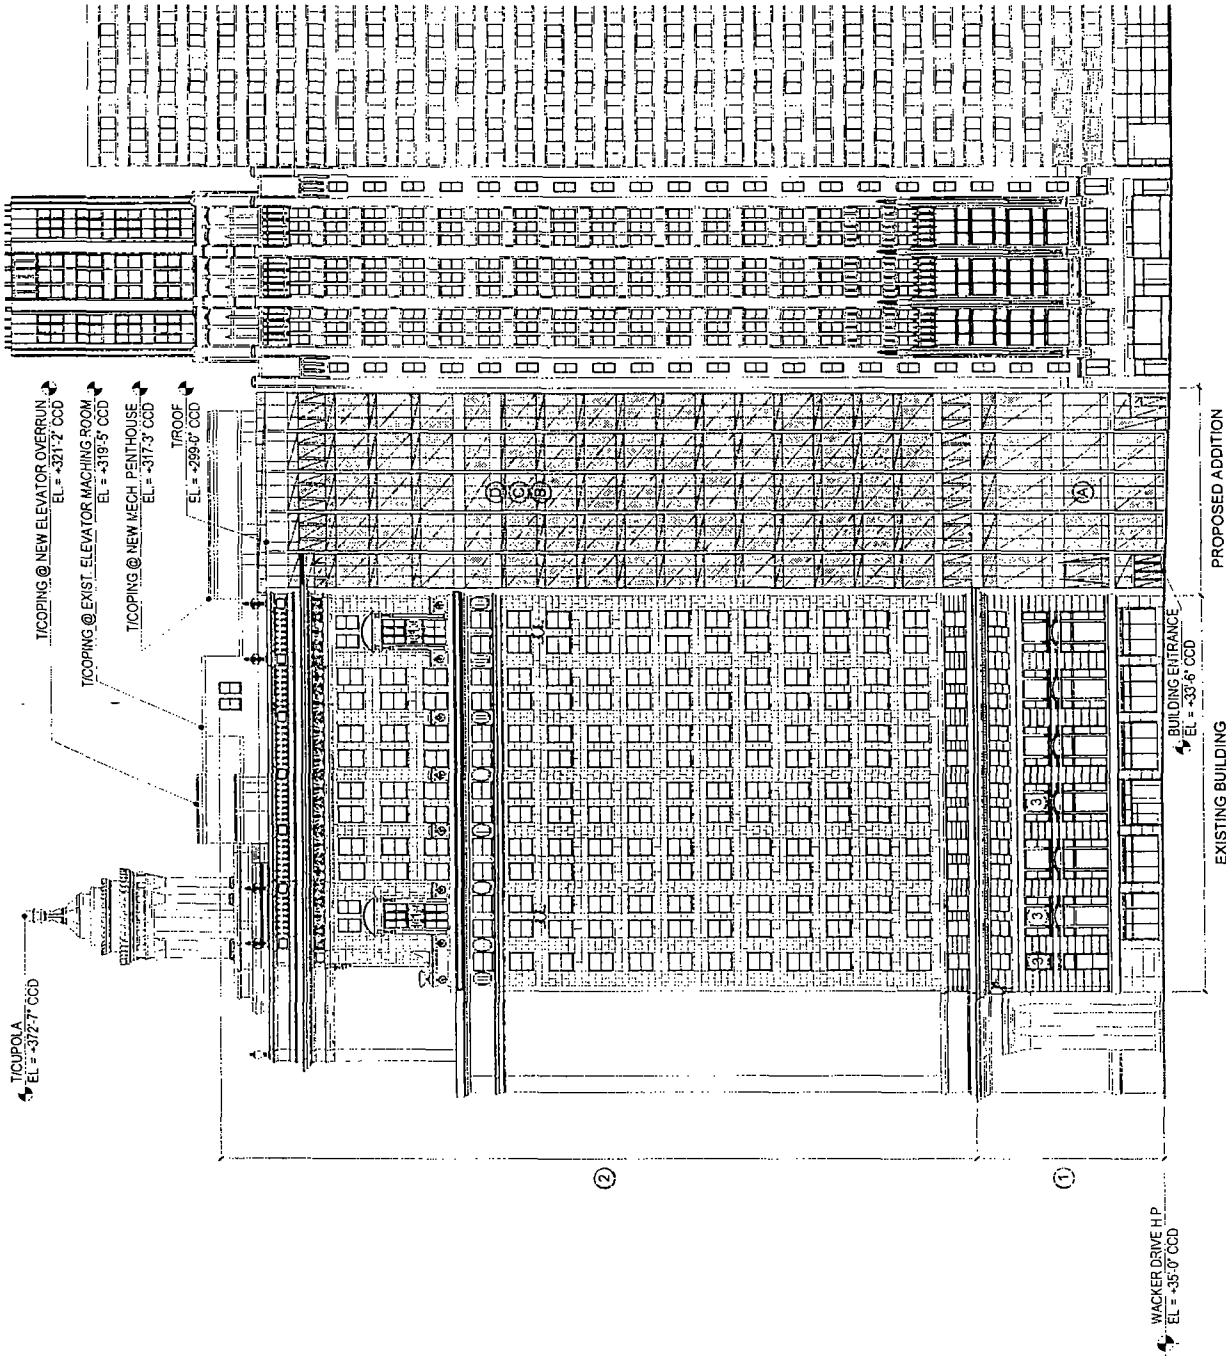 T/CUPOLA
EL = +372'-7" CCD
T/COPING @ NEW ELEVATOR OVERRUN
EL = +321'-2" CCD
T/COPING @ EXIST. ELEVATOR MACHING ROOM
EL = +319'-5" CCD
T/COPING @ NEW MECH. PENTHOUSE
EL = +317'-3" CCD
T/ROOF
EL = +299'-0" CCD
D
C
B
A
2
1
3
3
3
WACKER DRIVE H P
EL = +35'-0" CCD
BUILDING ENTRANCE
EL = +33'-6" CCD
EXISTING BUILDING
PROPOSED ADDITION